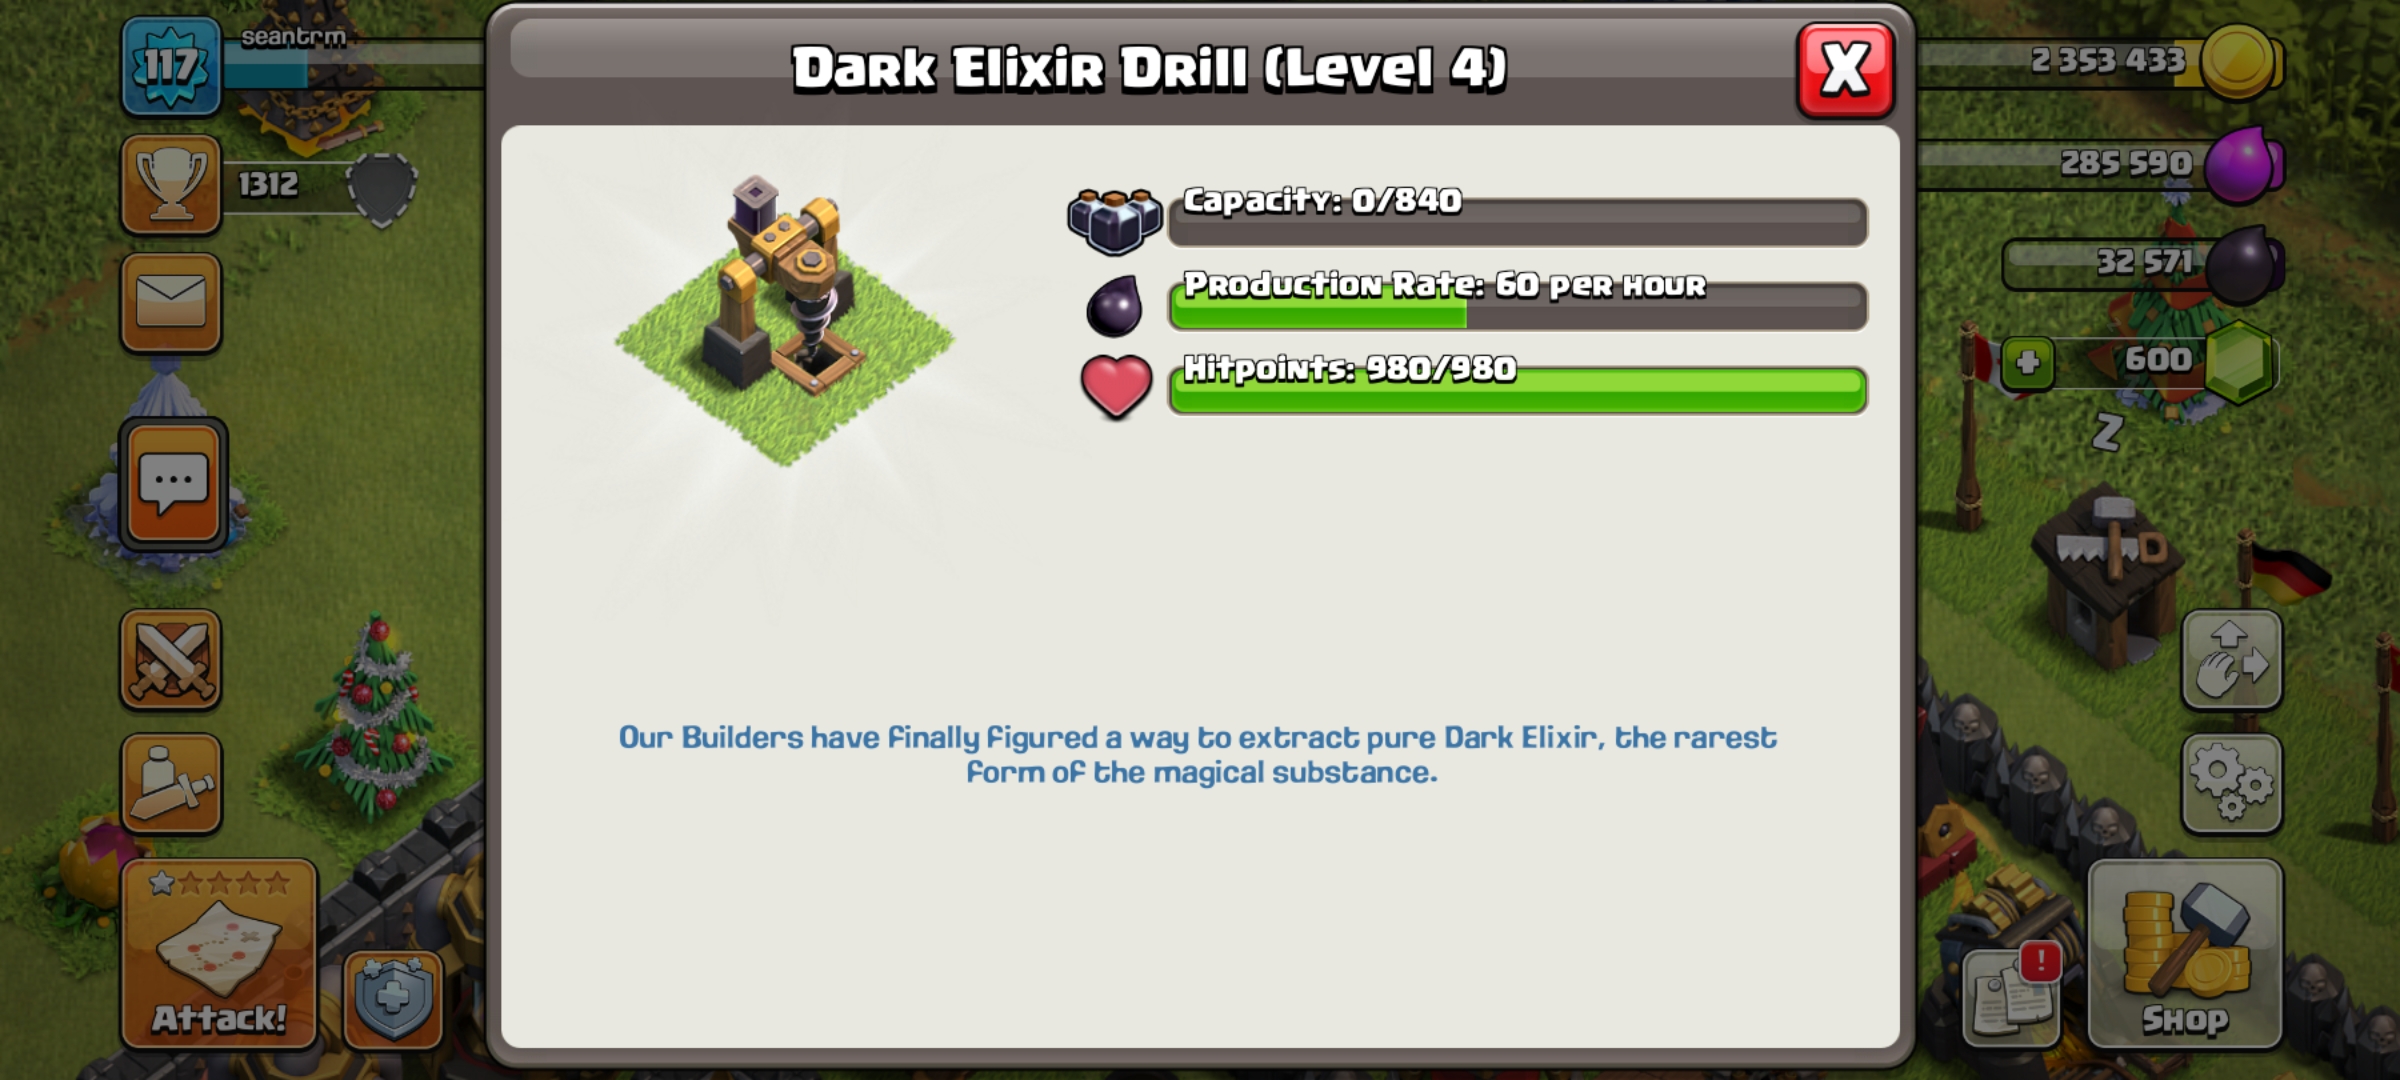 117
seantrm
Dark Elixir Drill (Level 4)
X
2 353 433
1312
Capacity: 0/840
285 590
Production Rate: 60 per hour
32 571
Hitpoints: 980/980
600
Z
Our Builders have finally figured a way to extract pure Dark Elixir, the rarest
form of the magical substance.
!
Attack!
Shop